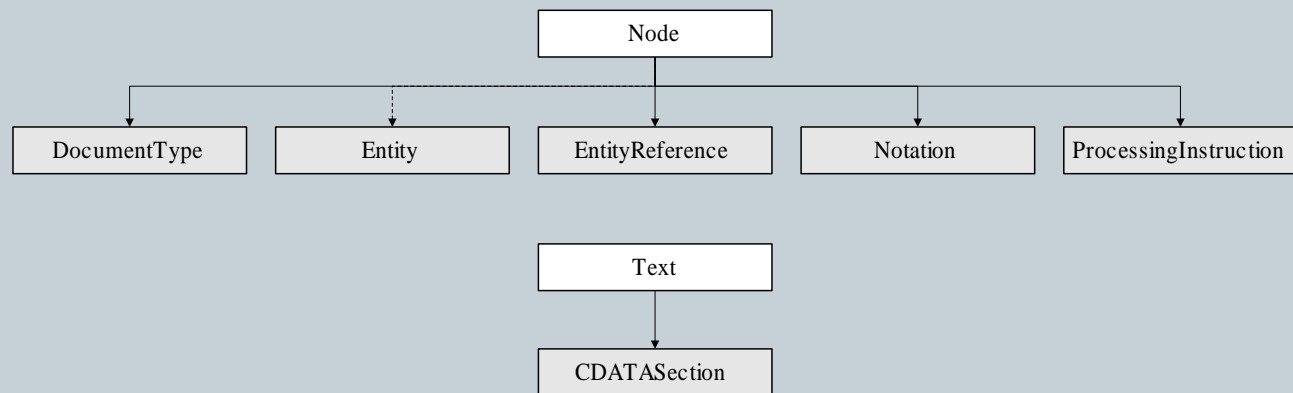 Node
DocumentType
Entity
EntityReference
Notation
ProcessingInstruction
Text
CDATASection